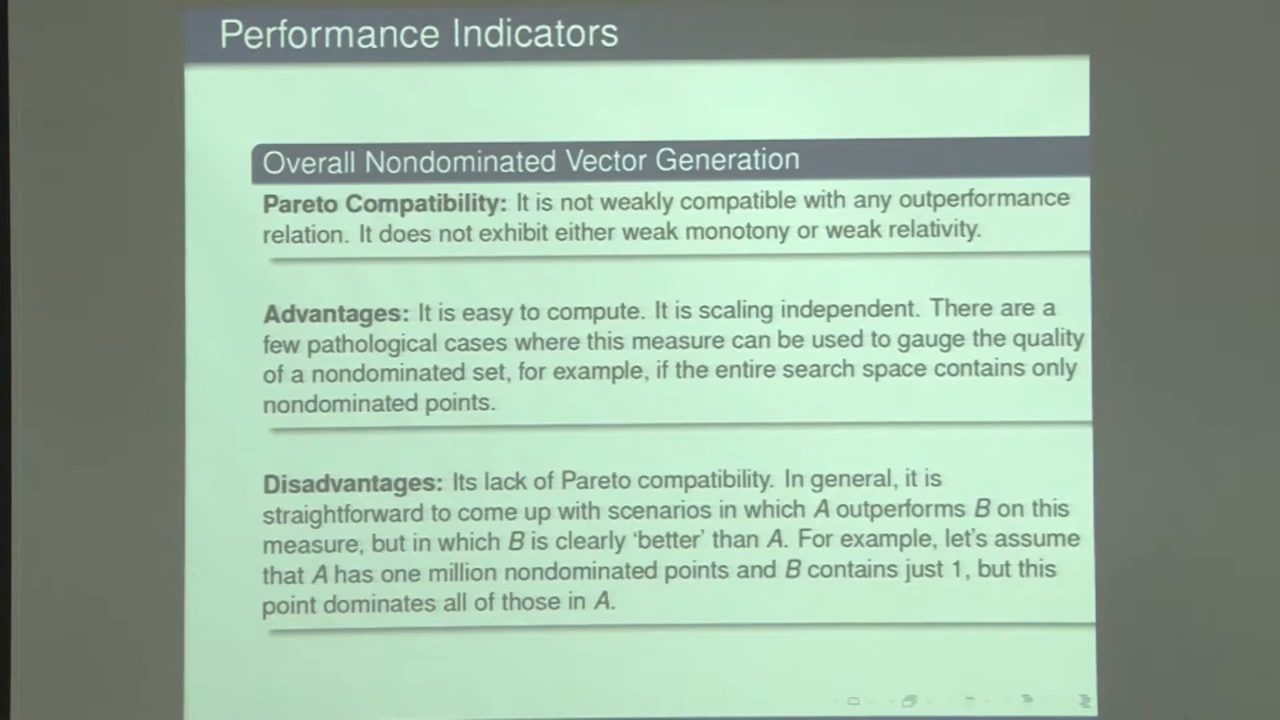 Performance Indicators
Overall Nondominated Vector Generation
Pareto Compatibility: It is not weakly compatible with any outperformance
relation. It does not exhibit either weak monotony or weak relativity.
Advantages: It is easy to compute. It is scaling independent. There are a
few pathological cases where this measure can be used to gauge the quality
of a nondominated set, for example, if the entire search space contains only
nondominated points.
Disadvantages: Its lack of Pareto compatibility. In general, it is
straightforward to come up with scenarios in which A outperforms B on this
measure, but in which B is clearly ‘better’ than A. For example, let’s assume
that A has one million nondominated points and B contains just 1, but this
point dominates all of those in A.